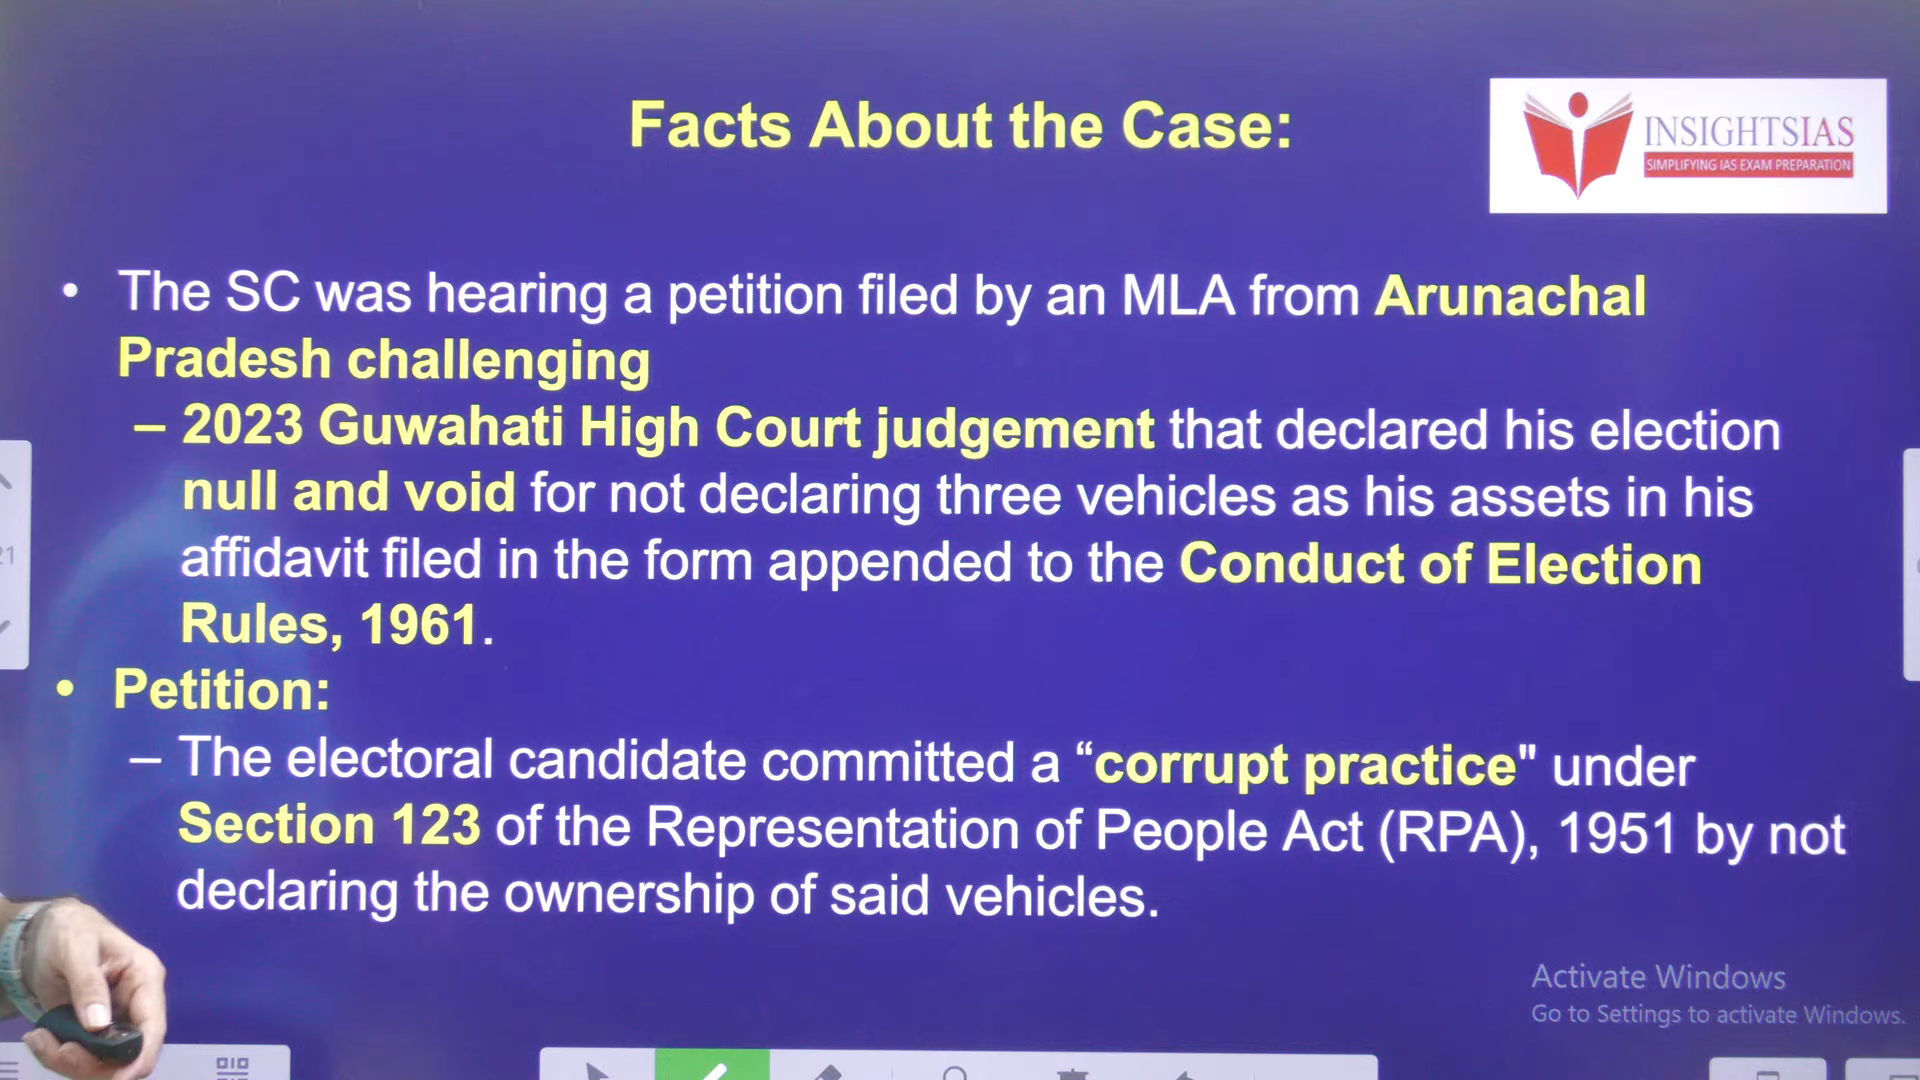 Facts About the Case:
INSIGHTSIAS
SIMPLIFYING IAS EXAM PREPARATION
• The SC was hearing a petition filed by an MLA from Arunachal
Pradesh challenging
– 2023 Guwahati High Court judgement that declared his election
null and void for not declaring three vehicles as his assets in his
affidavit filed in the form appended to the Conduct of Election
Rules, 1961.
• Petition:
– The electoral candidate committed a “corrupt practice" under
Section 123 of the Representation of People Act (RPA), 1951 by not
declaring the ownership of said vehicles.
21
Activate Windows
Go to Settings to activate Windows.